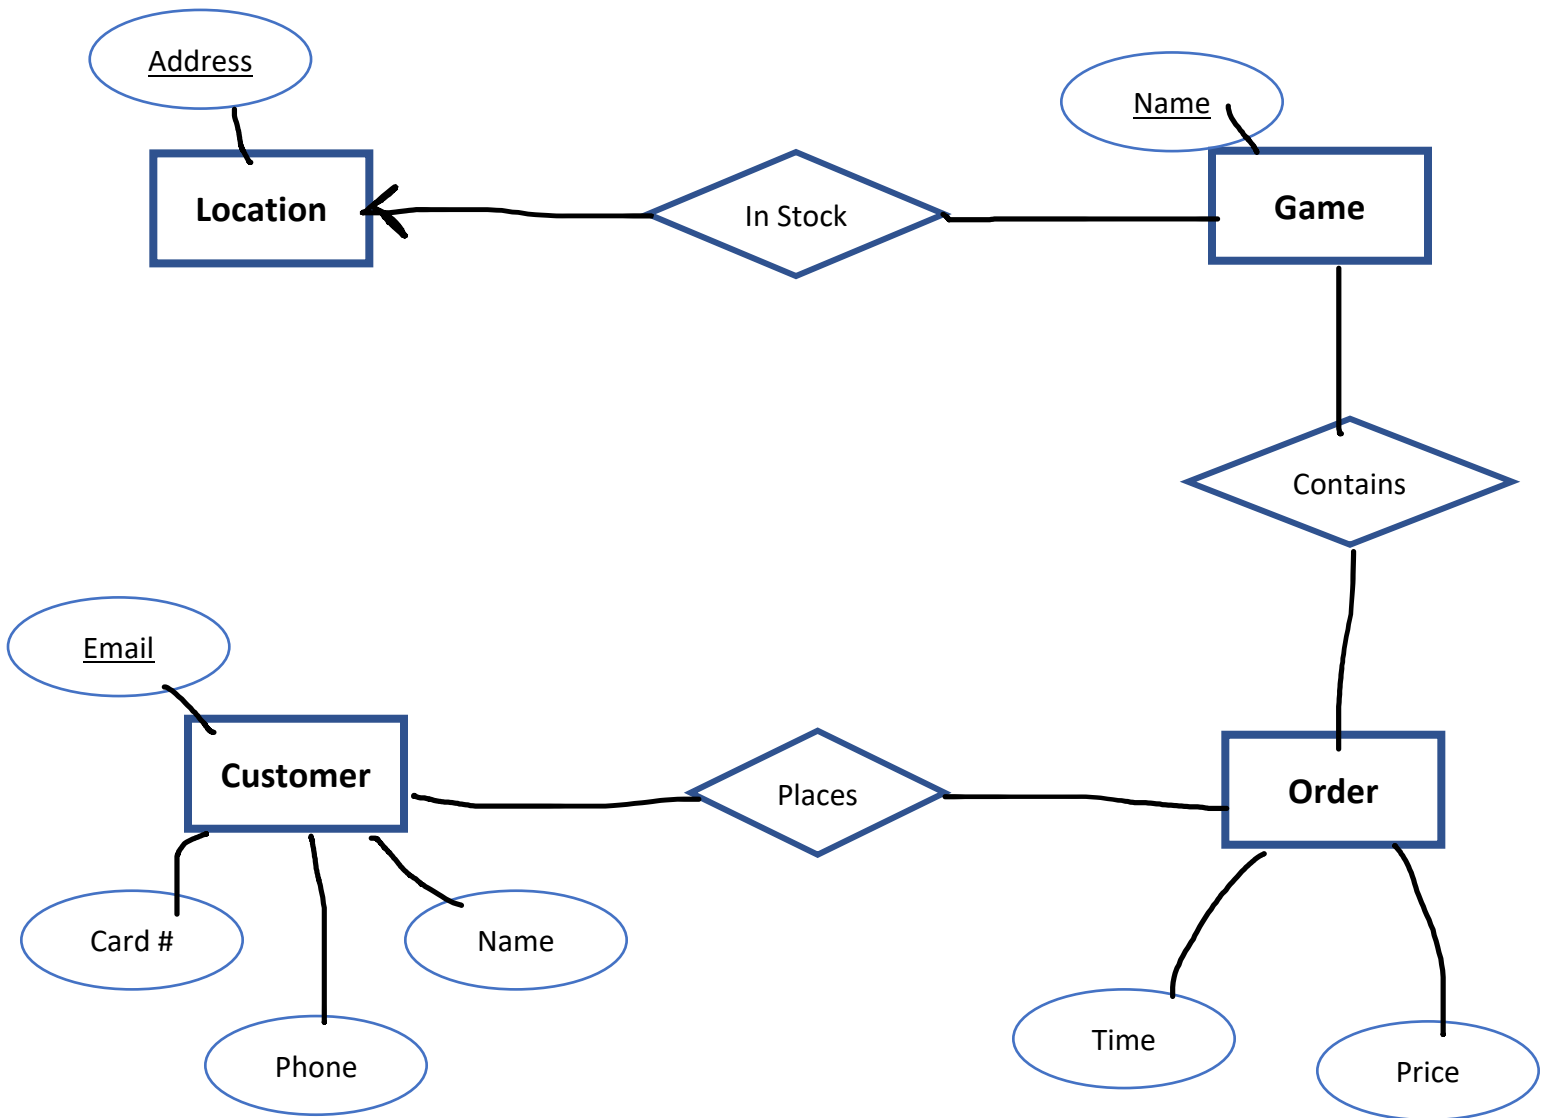 Address
Name
Location
In Stock
Game
Contains
Email
Customer
Places
Order
Card #
Name
Phone
Time
Price